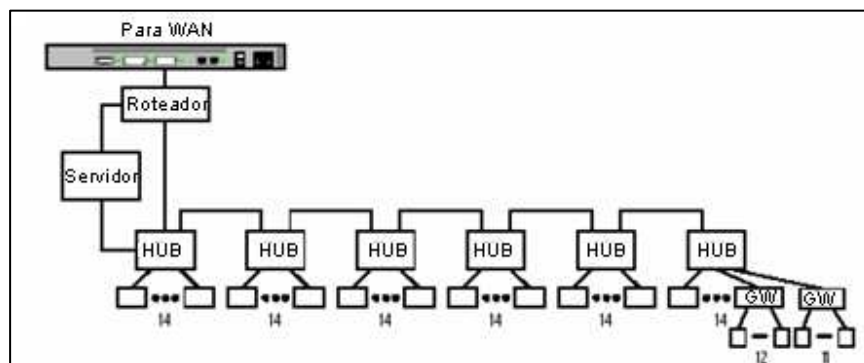 Para WAN
Roteador
Servidor
HUB HUB HUB HUB HUB HUB
GW GW
14 14 14 14 14 14
12 11